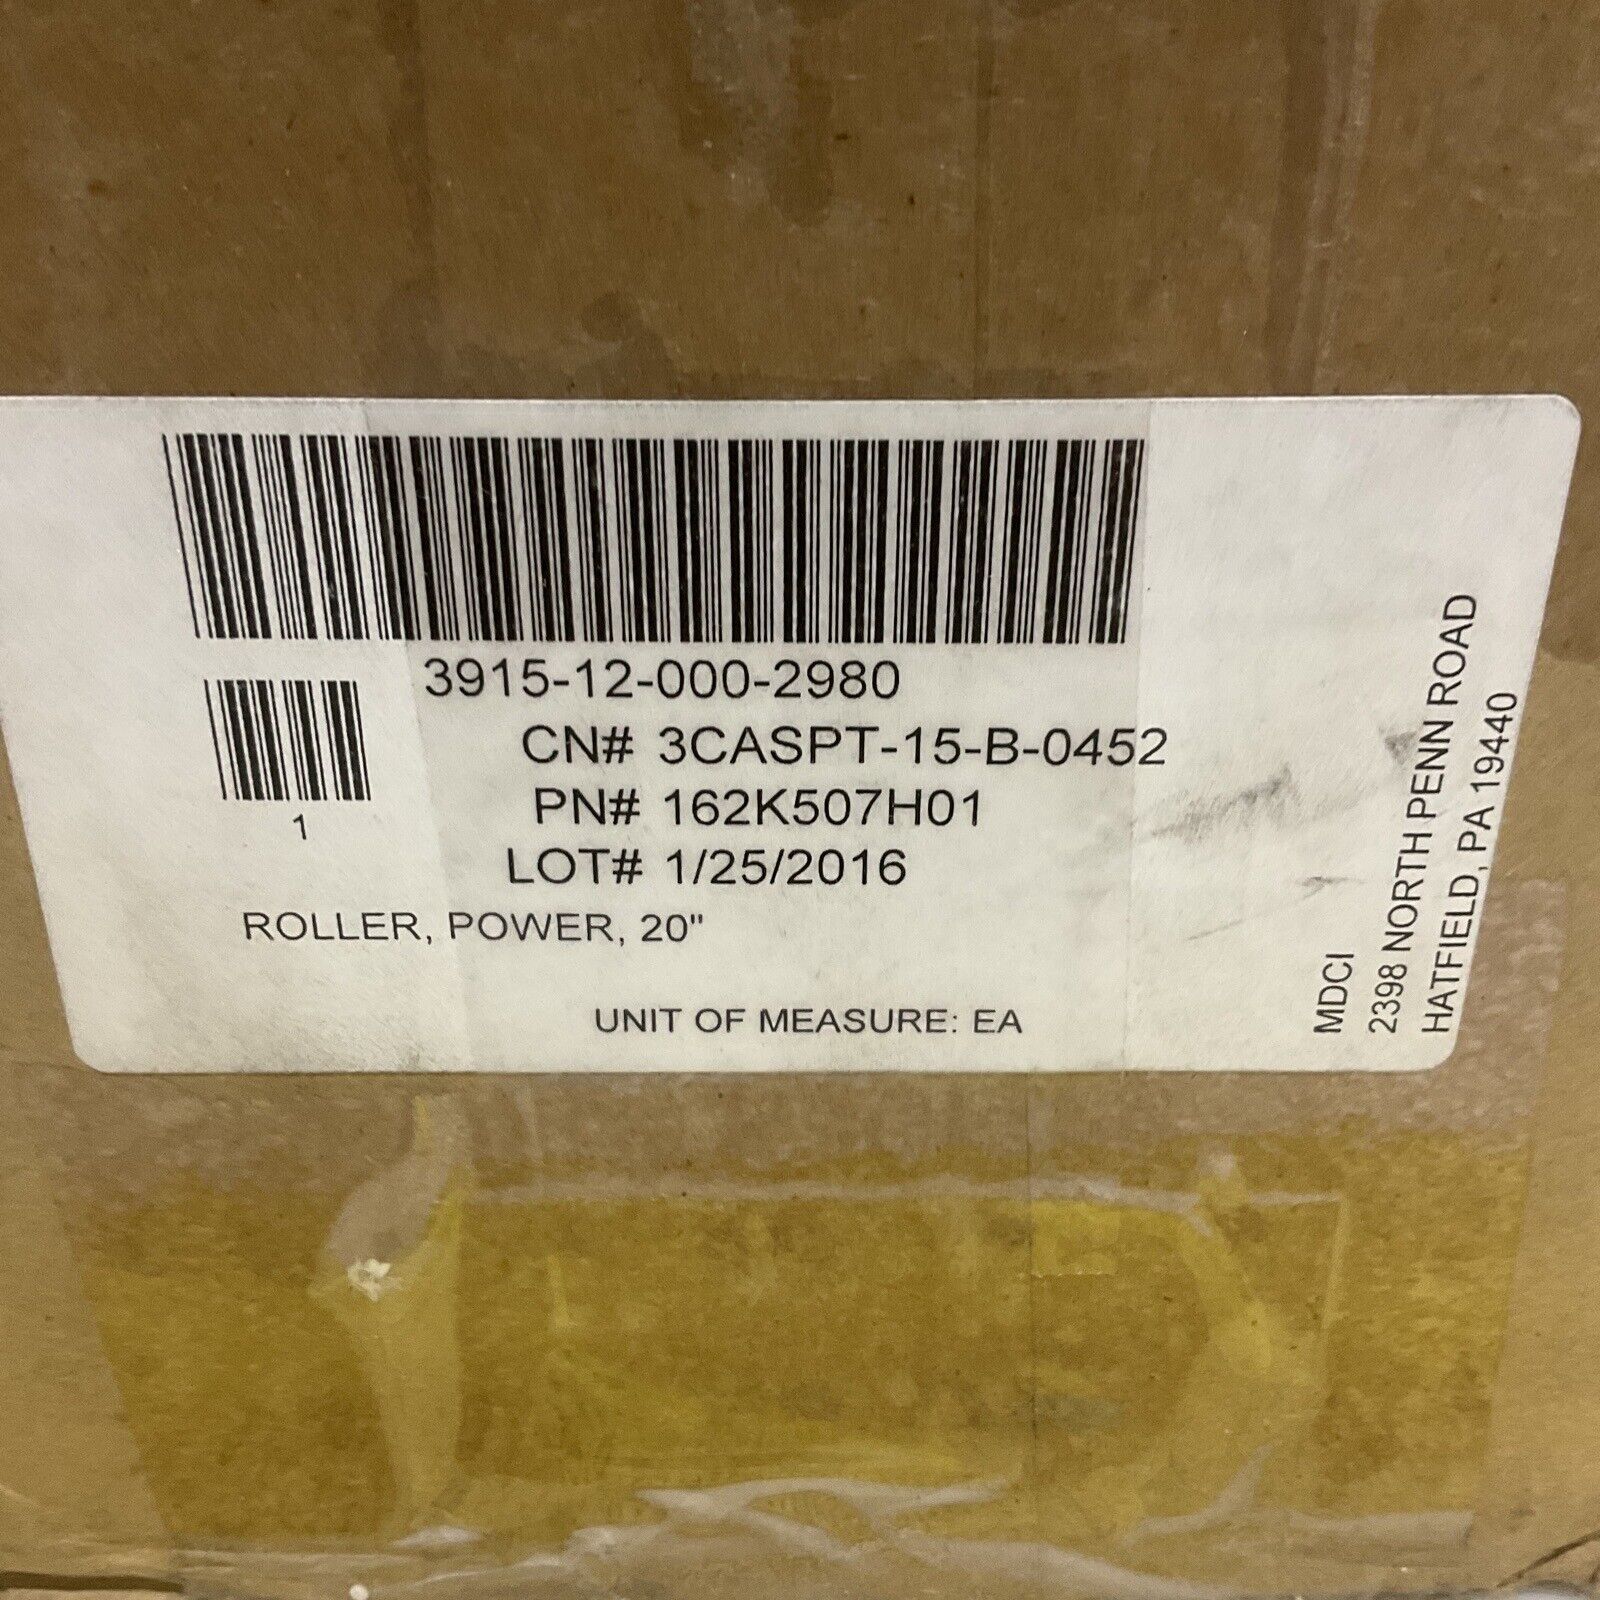 3915-12-000-2980
1
CN# 3CASPT-15-B-0452
PN# 162K507H01
LOT# 1/25/2016
ROLLER, POWER, 20"
UNIT OF MEASURE: EA
MDCI
2398 NORTH PENN ROAD
HATFIELD, PA 19440